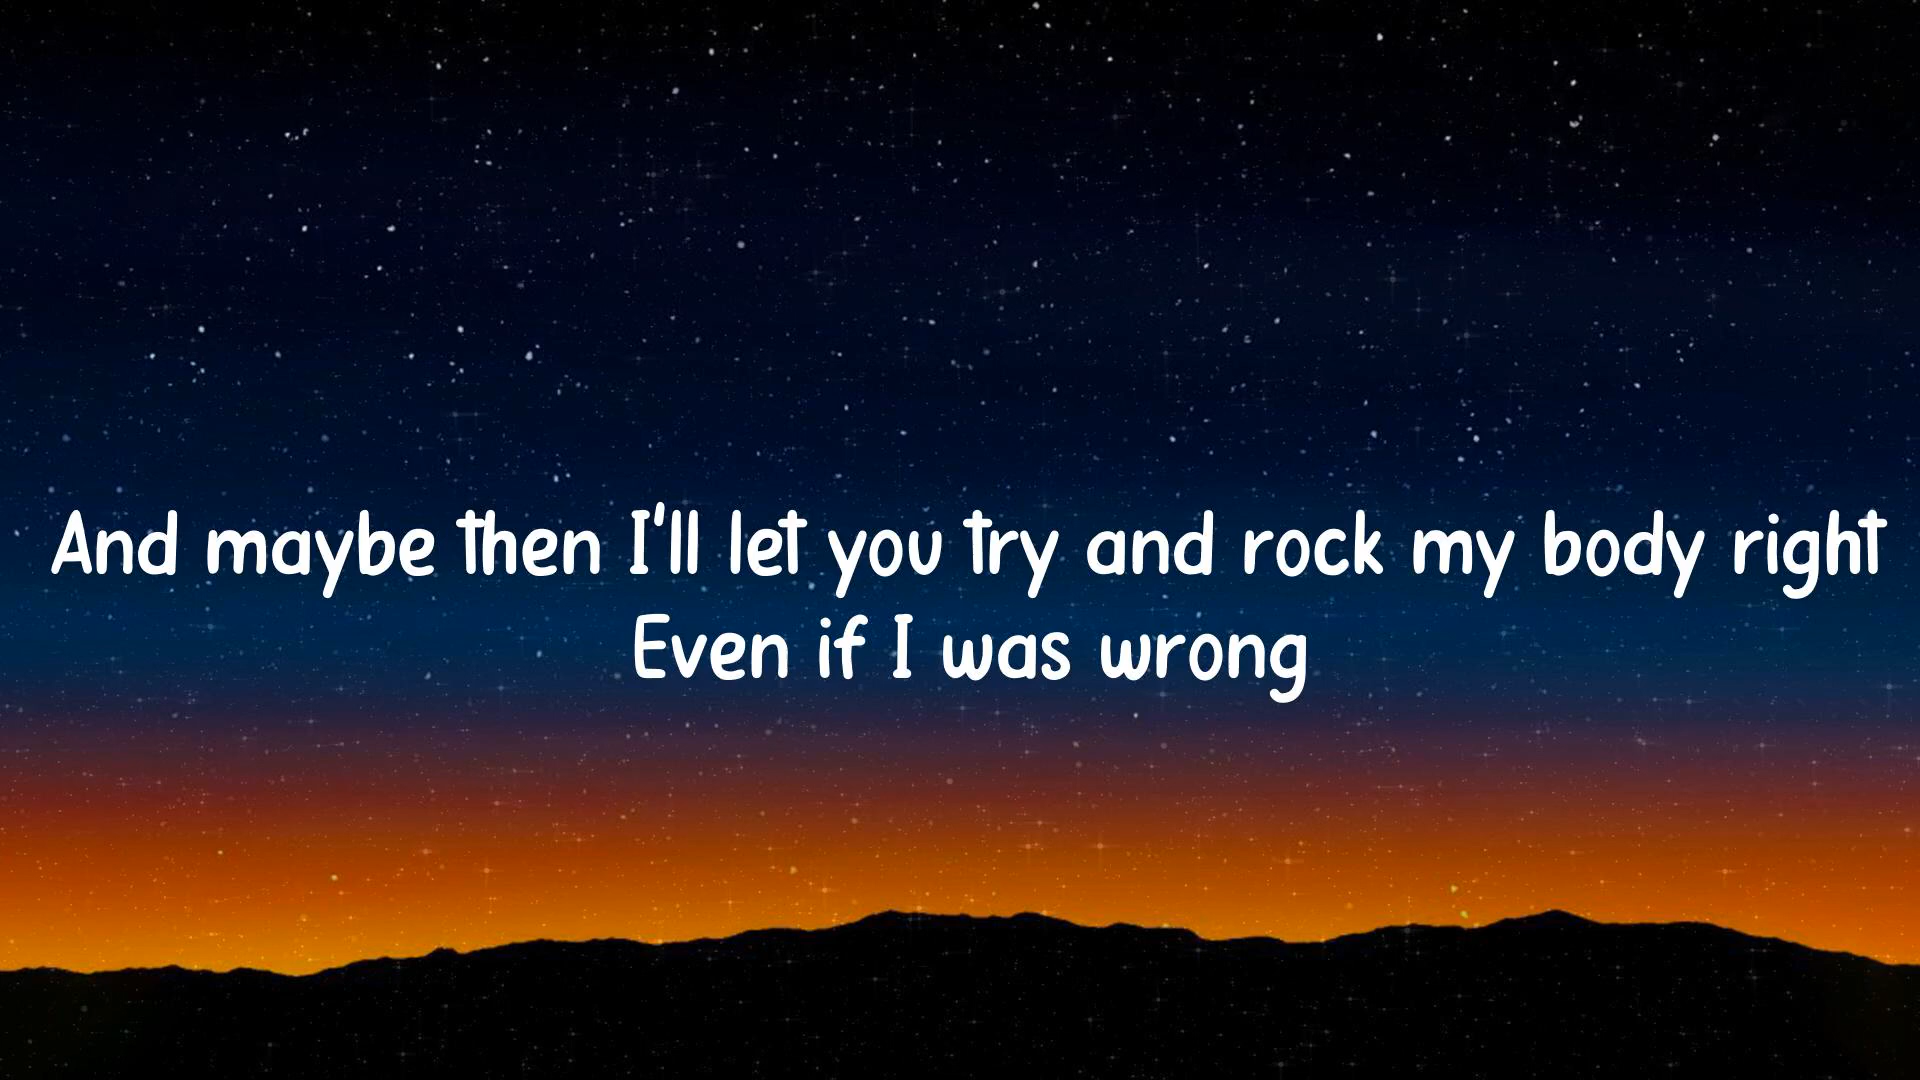 And maybe then I'll let you try and rock my body right
Even if I was wrong